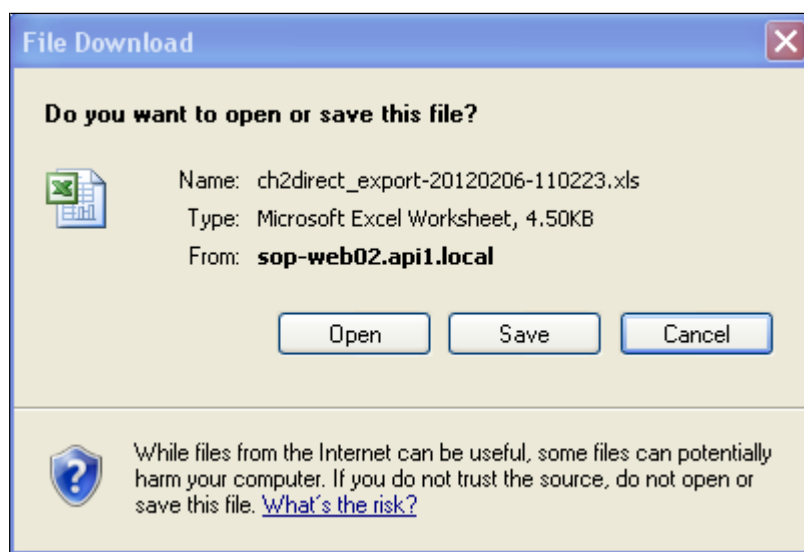 File Download
Do you want to open or save this file?
Name: ch2direct_export-20120206-110223.xls
Type: Microsoft Excel Worksheet, 4.50KB
From: sop-web02.api1.local
Open Save Cancel
While files from the Internet can be useful, some files can potentially
harm your computer. If you do not trust the source, do not open or
save this file. What's the risk?